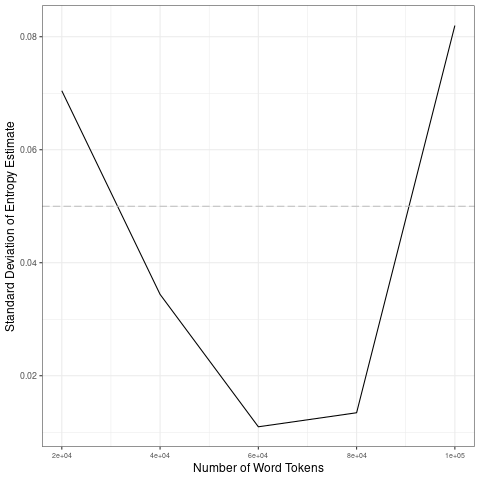 Standard Deviation of Entropy Estimate
0.08
0.06
0.04
0.02
2e+04 4e+04 6e+04 8e+04 1e+05
Number of Word Tokens